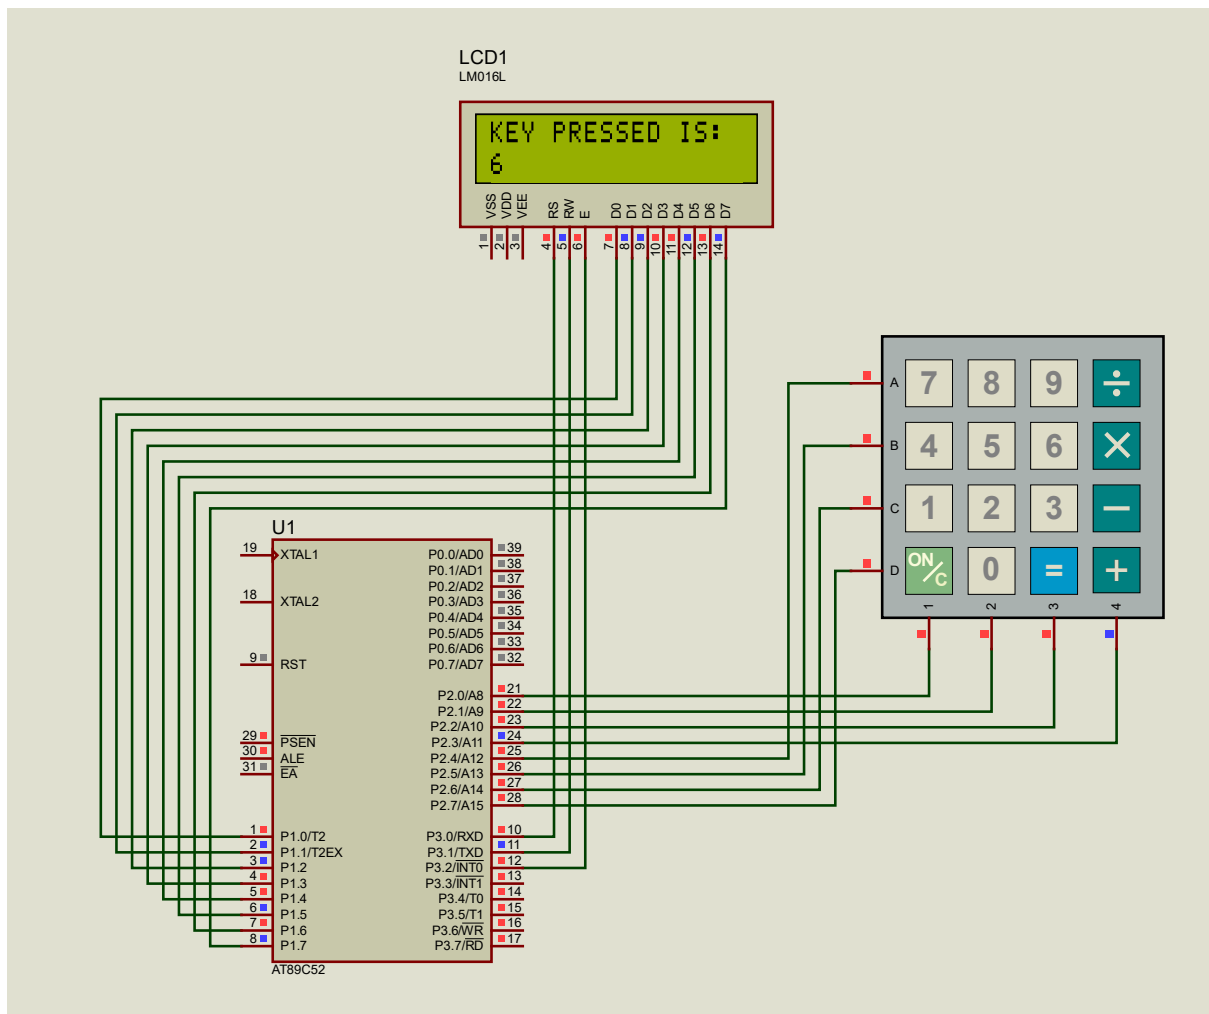 LCD1
LM016L
KEY PRESSED IS:
6
VSS VDD VEE RS RW E D0 D1 D2 D3 D4 D5 D6 D7
1 2 3 4 5 6 7 8 9 10 11 12 13 14
A 7 8 9 ÷
B 4 5 6 ×
C 1 2 3 −
D ON/C 0 = +
1 2 3 4
U1
19 XTAL1
18 XTAL2
9 RST
29 PSEN
30 ALE
31 EA
1 P1.0/T2
2 P1.1/T2EX
3 P1.2
4 P1.3
5 P1.4
6 P1.5
7 P1.6
8 P1.7
P0.0/AD0 39
P0.1/AD1 38
P0.2/AD2 37
P0.3/AD3 36
P0.4/AD4 35
P0.5/AD5 34
P0.6/AD6 33
P0.7/AD7 32
P2.0/A8 21
P2.1/A9 22
P2.2/A10 23
P2.3/A11 24
P2.4/A12 25
P2.5/A13 26
P2.6/A14 27
P2.7/A15 28
P3.0/RXD 10
P3.1/TXD 11
P3.2/INT0 12
P3.3/INT1 13
P3.4/T0 14
P3.5/T1 15
P3.6/WR 16
P3.7/RD 17
AT89C52